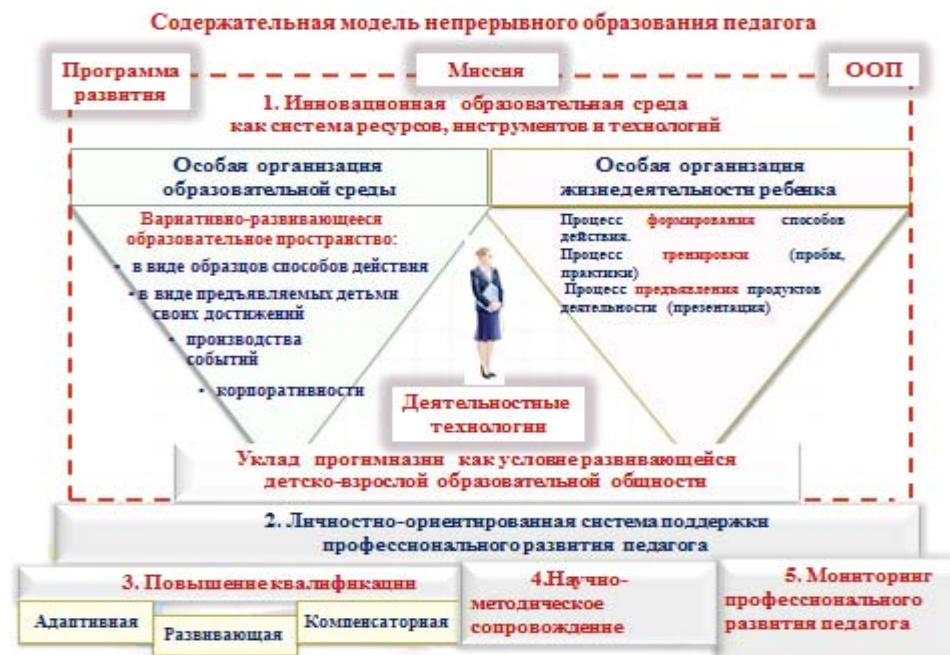 Содержательная модель непрерывного образования педагога
Программа
развития
Миссия
ООП
1. Инновационная образовательная среда
как система ресурсов, инструментов и технологий
Особая организация
образовательной среды
Особая организация
жизнедеятельности ребенка
Вариативно-развивающееся
образовательное пространство:
• в виде образцов способов действия
• в виде предъявляемых детьми
своих достижений
• производства
событий
• корпоративности
Процесс формирования способов
действия.
Процесс тренировки (пробы,
практики)
Процесс предъявления продуктов
деятельности (презентация)
Деятельностные
технологии
Уклад прогимназии как условие развивающейся
детско-взрослой образовательной общности
2. Личностно-ориентированная система поддержки
профессионального развития педагога
3. Повышение квалификации
Адаптивная
Развивающая
Компенсаторная
4.Научно-
методическое
сопровождение
5. Мониторинг
профессионального
развития педагога